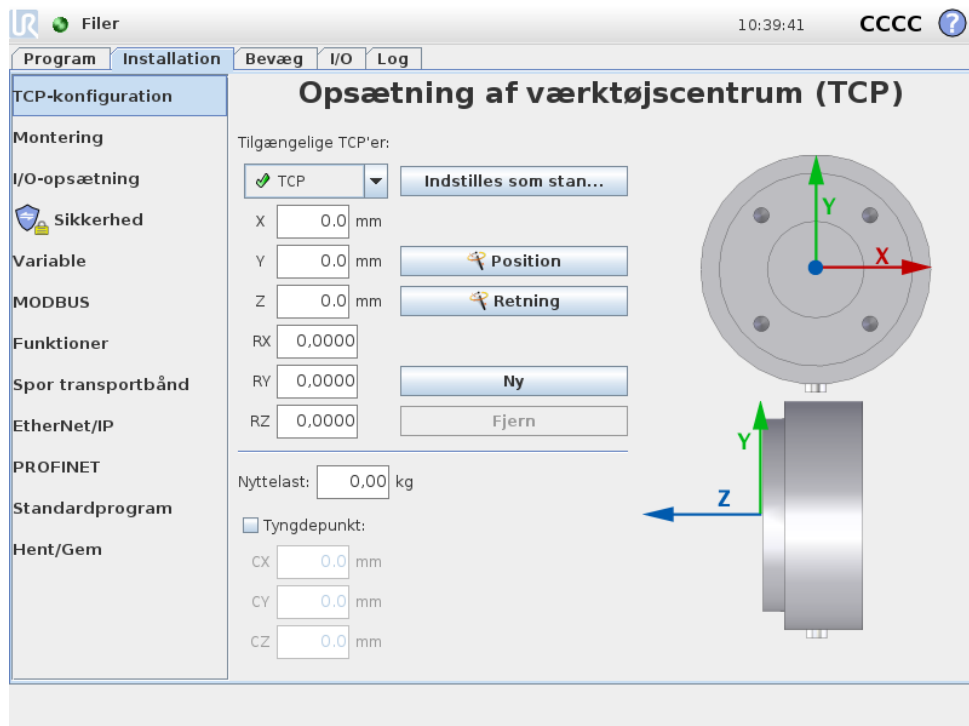 UR Filer 10:39:41 CCCC ?
Program Installation Bevæg I/O Log
TCP-konfiguration
Montering
I/O-opsætning
Sikkerhed
Variable
MODBUS
Funktioner
Spor transportbånd
EtherNet/IP
PROFINET
Standardprogram
Hent/Gem
Opsætning af værktøjscentrum (TCP)
Tilgængelige TCP'er:
TCP Indstilles som stan...
X 0.0 mm
Y 0.0 mm Position
Z 0.0 mm Retning
RX 0,0000
RY 0,0000 Ny
RZ 0,0000 Fjern
Nyttelast: 0,00 kg
Tyngdepunkt:
CX 0.0 mm
CY 0.0 mm
CZ 0.0 mm
Y
X
Y
Z